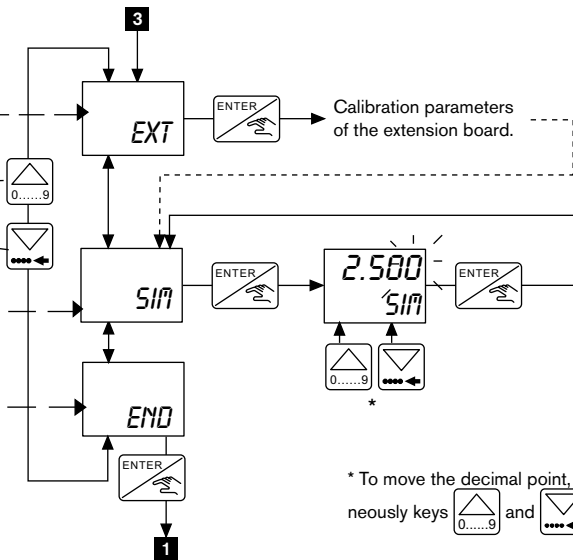 3
EXT
ENTER
Calibration parameters
of the extension board.
0......9
2.500
SIM
ENTER
SIM
ENTER
0......9
*
END
ENTER
* To move the decimal point,
neously keys
0......9
and
1